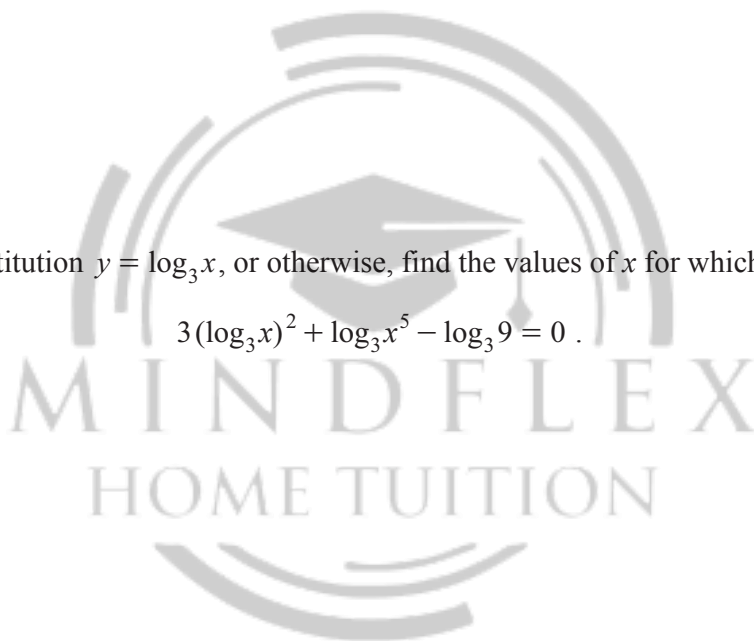 titution y = log₃x, or otherwise, find the values of x for which
3(log₃x)² + log₃x⁵ − log₃9 = 0 .
MINDFLEX
HOME TUITION